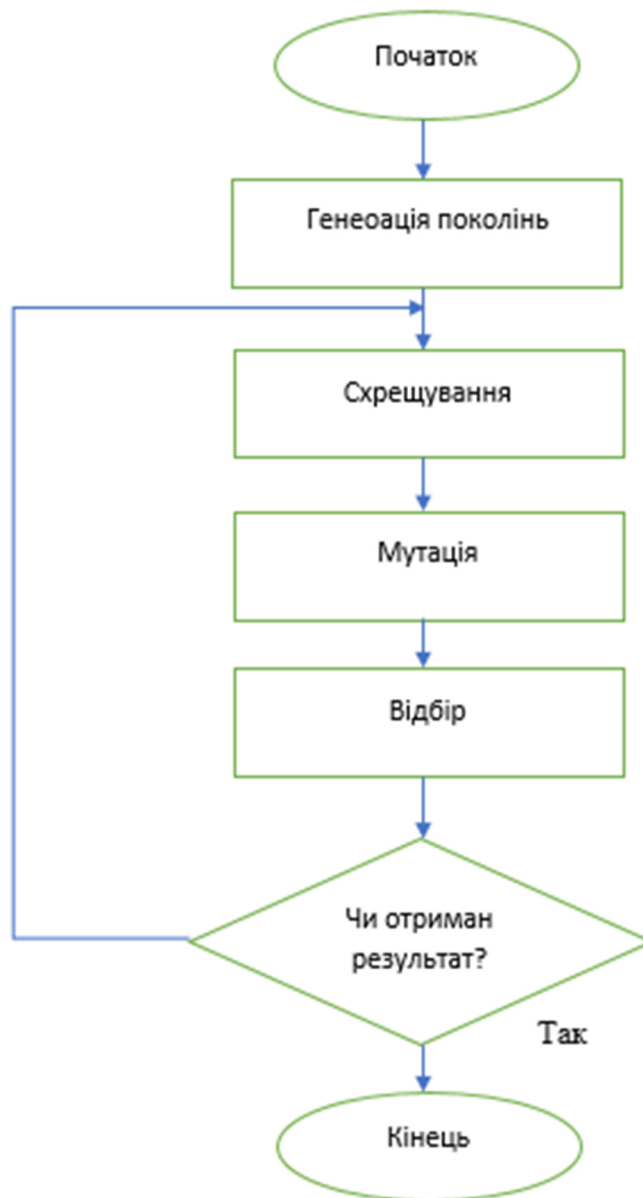 Початок
Генеоація поколінь
Схрещування
Мутація
Відбір
Чи отриман
результат?
Так
Кінець